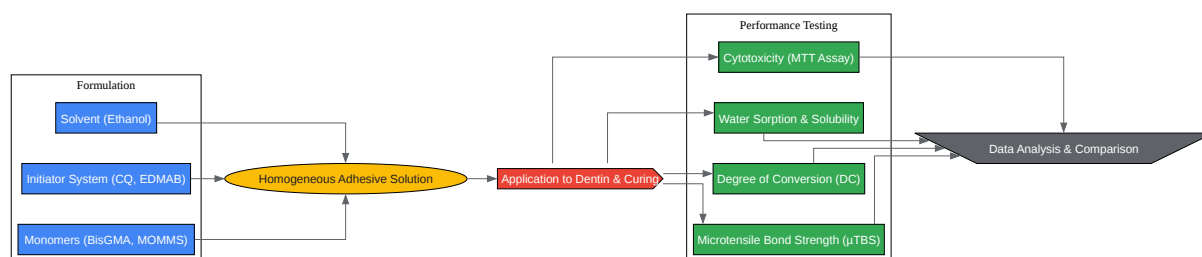 Formulation
Solvent (Ethanol)
Initiator System (CQ, EDMAB)
Monomers (BisGMA, MOMMS)
Homogeneous Adhesive Solution
Application to Dentin & Curing
Performance Testing
Cytotoxicity (MTT Assay)
Water Sorption & Solubility
Degree of Conversion (DC)
Microtensile Bond Strength (µTBS)
Data Analysis & Comparison